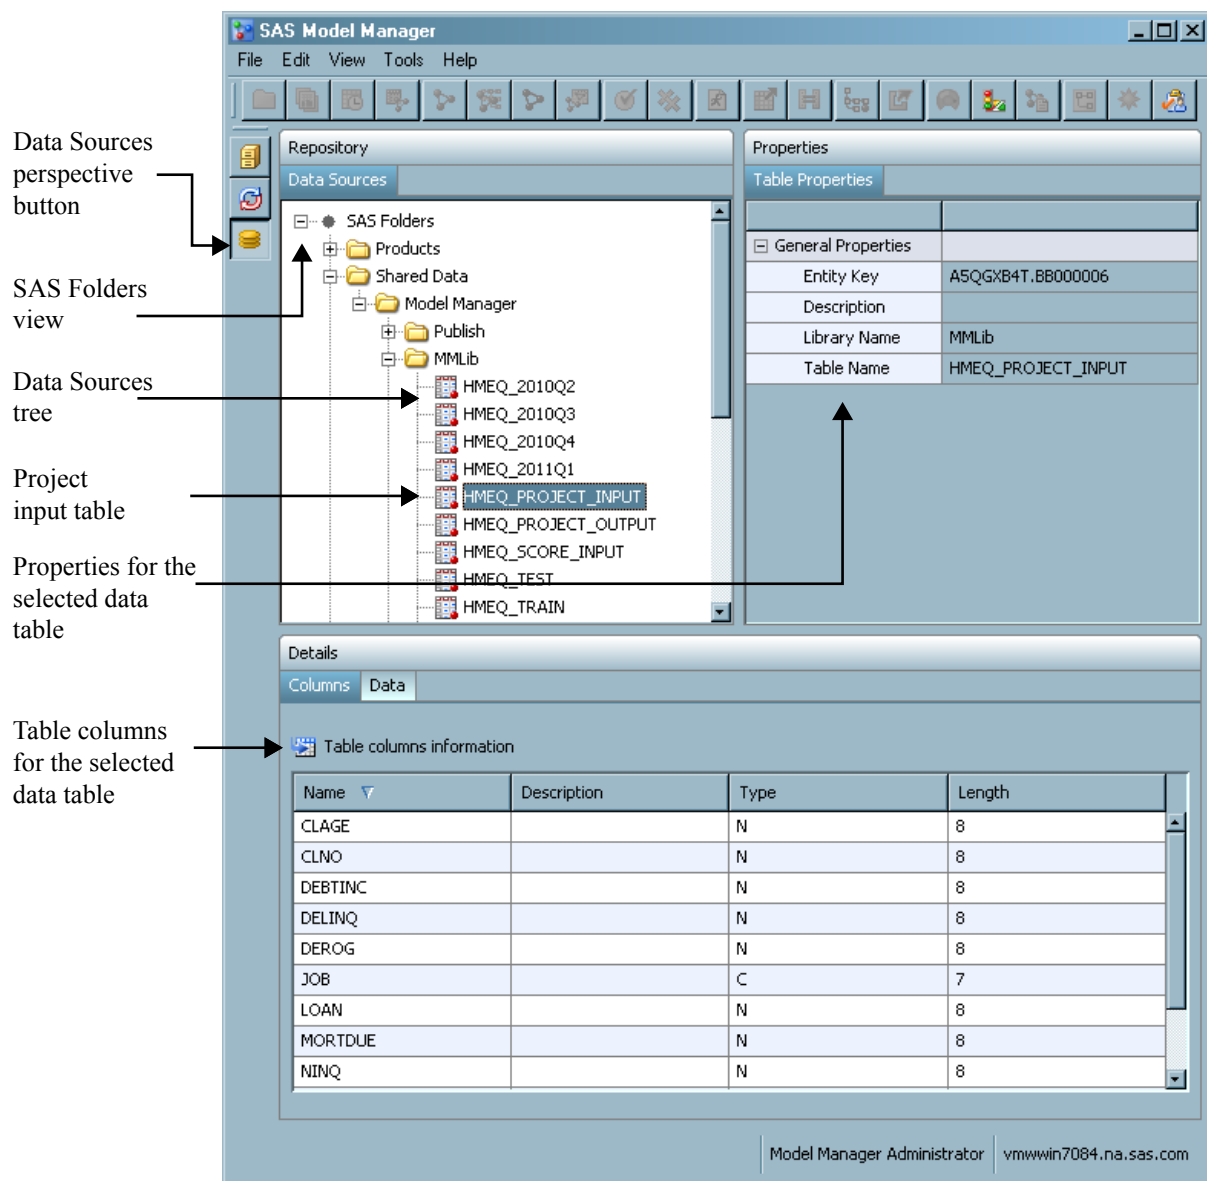 SAS Model Manager
File Edit View Tools Help
Data Sources
perspective
button
SAS Folders
view
Data Sources
tree
Project
input table
Properties for the
selected data
table
Table columns
for the selected
data table
Repository
Data Sources
SAS Folders
Products
Shared Data
Model Manager
Publish
MMLib
HMEQ_2010Q2
HMEQ_2010Q3
HMEQ_2010Q4
HMEQ_2011Q1
HMEQ_PROJECT_INPUT
HMEQ_PROJECT_OUTPUT
HMEQ_SCORE_INPUT
HMEQ_TEST
HMEQ_TRAIN
Properties
Table Properties
General Properties
Entity Key A5QGXB4T.BB000006
Description
Library Name MMLib
Table Name HMEQ_PROJECT_INPUT
Details
Columns Data
Table columns information
Name Description Type Length
CLAGE N 8
CLNO N 8
DEBTINC N 8
DELINQ N 8
DEROG N 8
JOB C 7
LOAN N 8
MORTDUE N 8
NINQ N 8
Model Manager Administrator vmwwin7084.na.sas.com